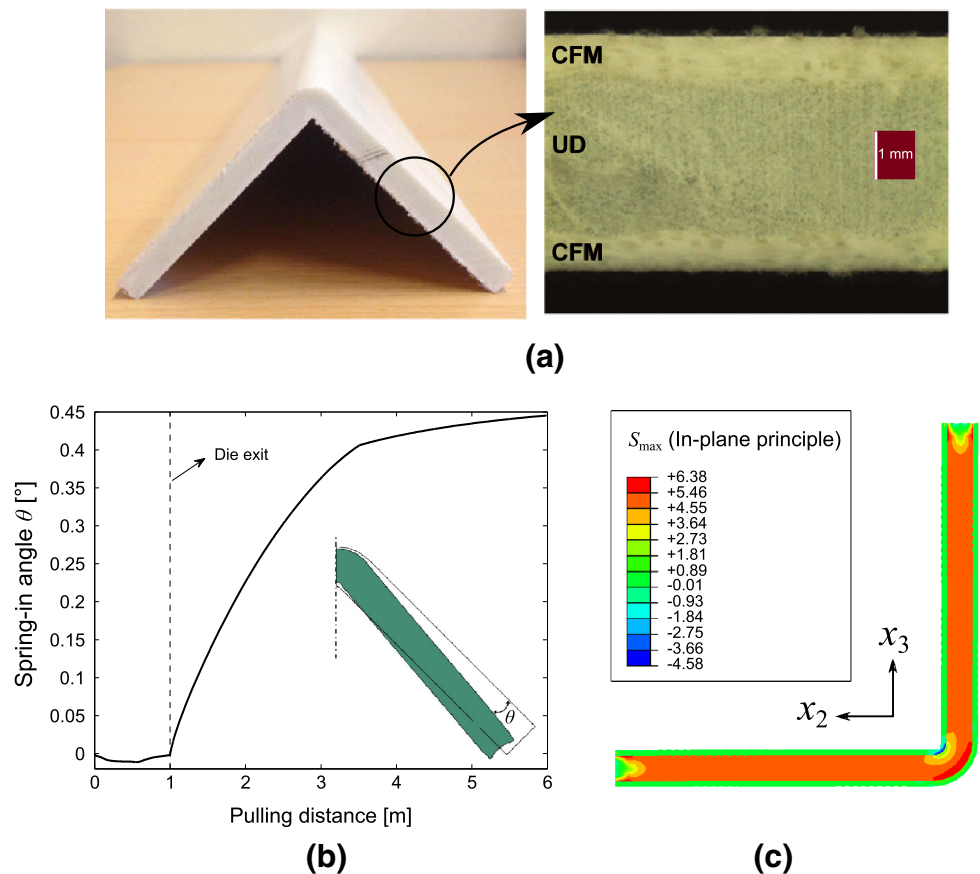 CFM
UD
1 mm
CFM
(a)
Spring-in angle θ [°]
0.45
0.4
0.35
0.3
0.25
0.2
0.15
0.1
0.05
0
Die exit
θ
0 1 2 3 4 5 6
Pulling distance [m]
(b)
Smax (In-plane principle)
+6.38
+5.46
+4.55
+3.64
+2.73
+1.81
+0.89
-0.01
-0.93
-1.84
-2.75
-3.66
-4.58
x3
x2
(c)